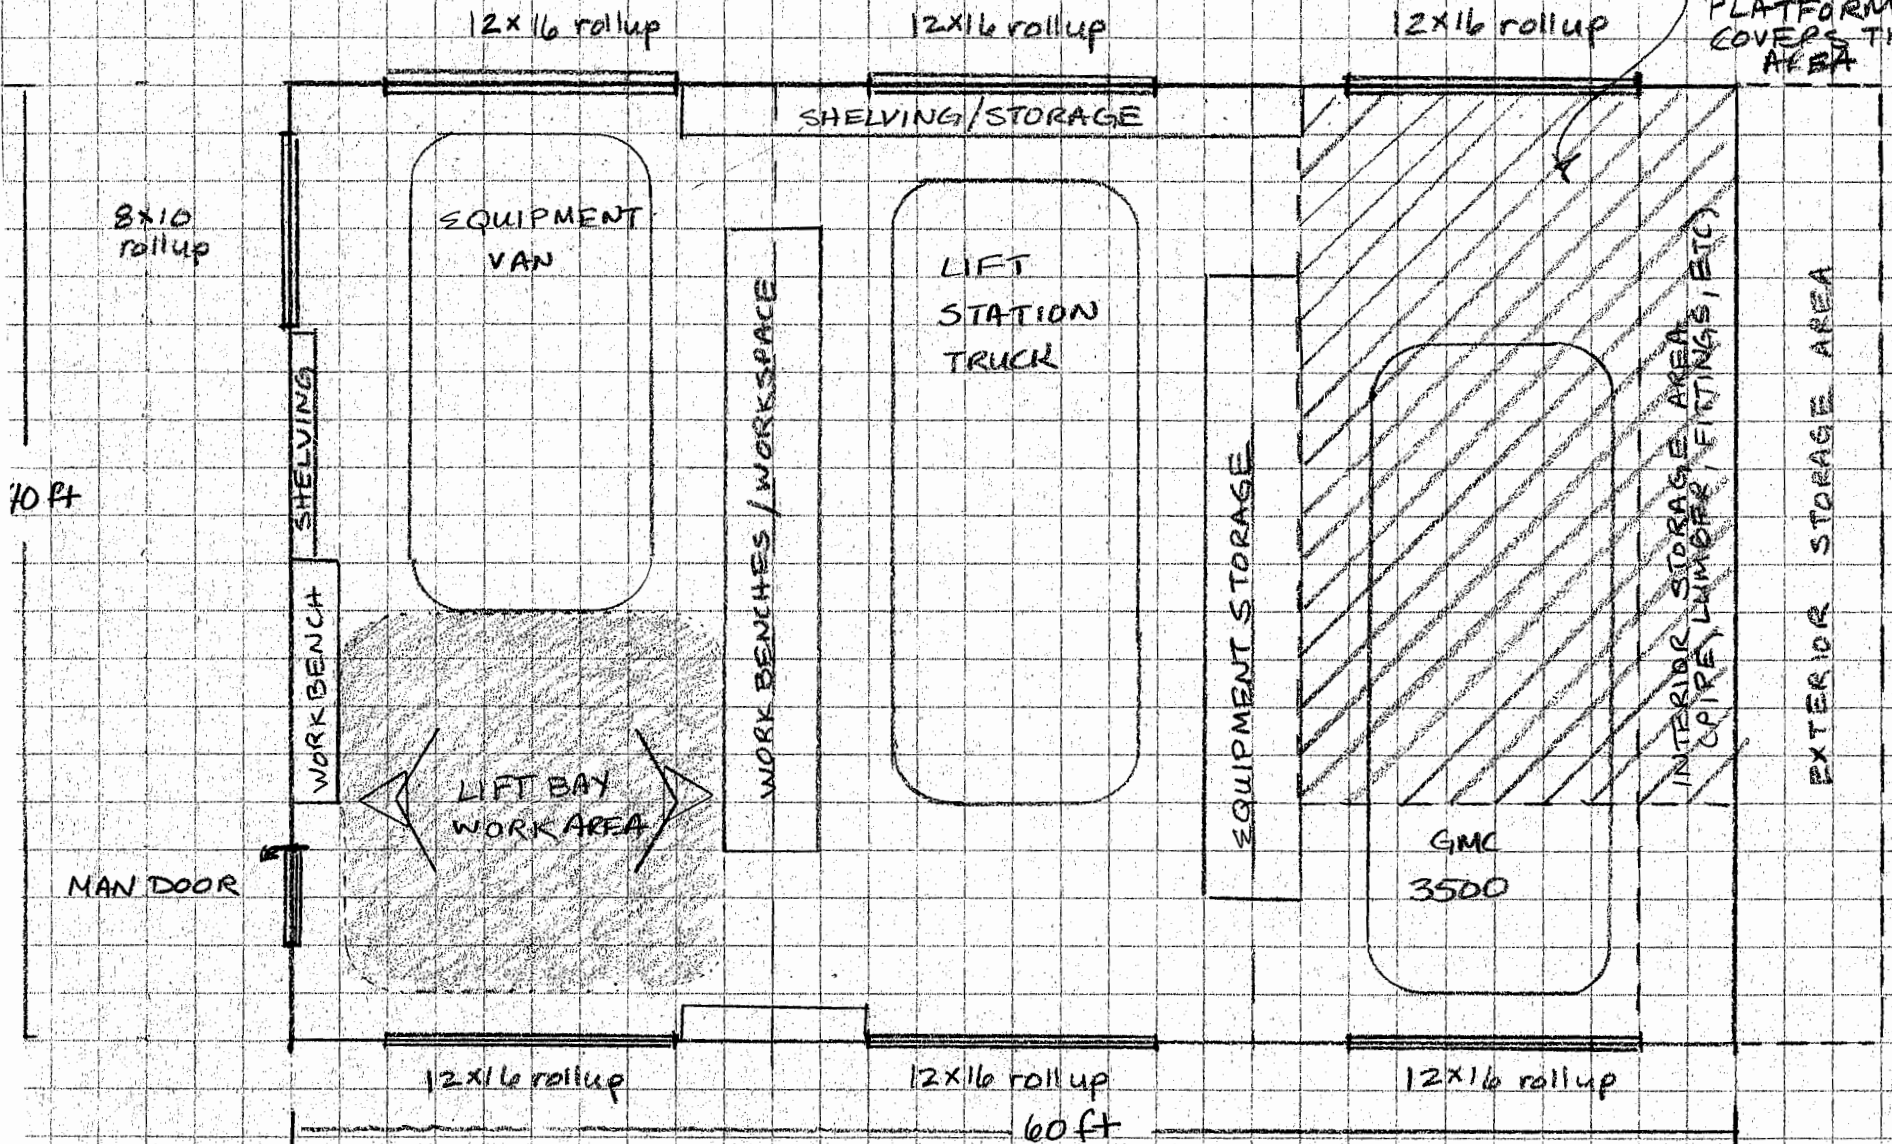 12x16 rollup
12x16 rollup
12x16 rollup
PLATFORM
COVERS
AREA
SHELVING/STORAGE
8x10
rollup
EQUIPMENT
VAN
LIFT
STATION
TRUCK
SHELVING
WORK BENCHES/WORKSPACE
EQUIPMENT STORAGE
INTERIOR STORAGE AREA
(PIPE, LUMBER, FITTINGS, ETC)
EXTERIOR STORAGE AREA
WORKBENCH
LIFT BAY
WORK AREA
GMC
3500
MAN DOOR
12x16 rollup
12x16 rollup
12x16 rollup
60 ft